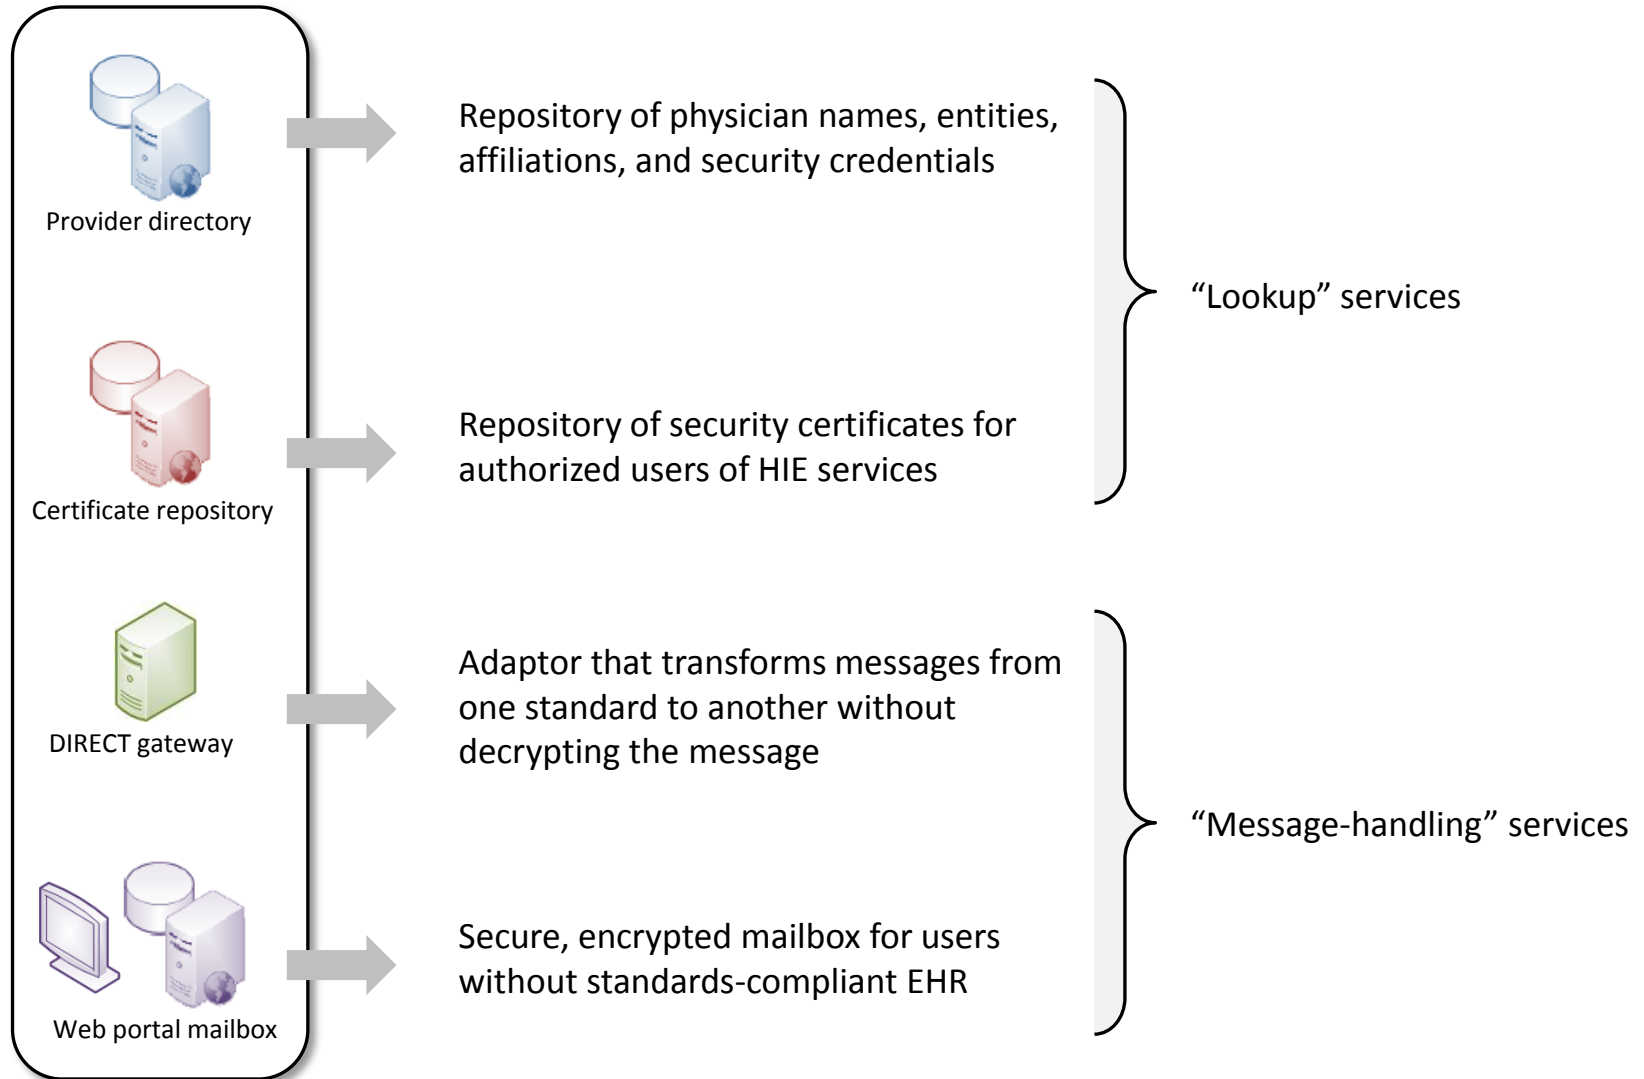 Provider directory
Repository of physician names, entities,
affiliations, and security credentials
Certificate repository
Repository of security certificates for
authorized users of HIE services
“Lookup” services
DIRECT gateway
Adaptor that transforms messages from
one standard to another without
decrypting the message
Web portal mailbox
Secure, encrypted mailbox for users
without standards-compliant EHR
“Message-handling” services